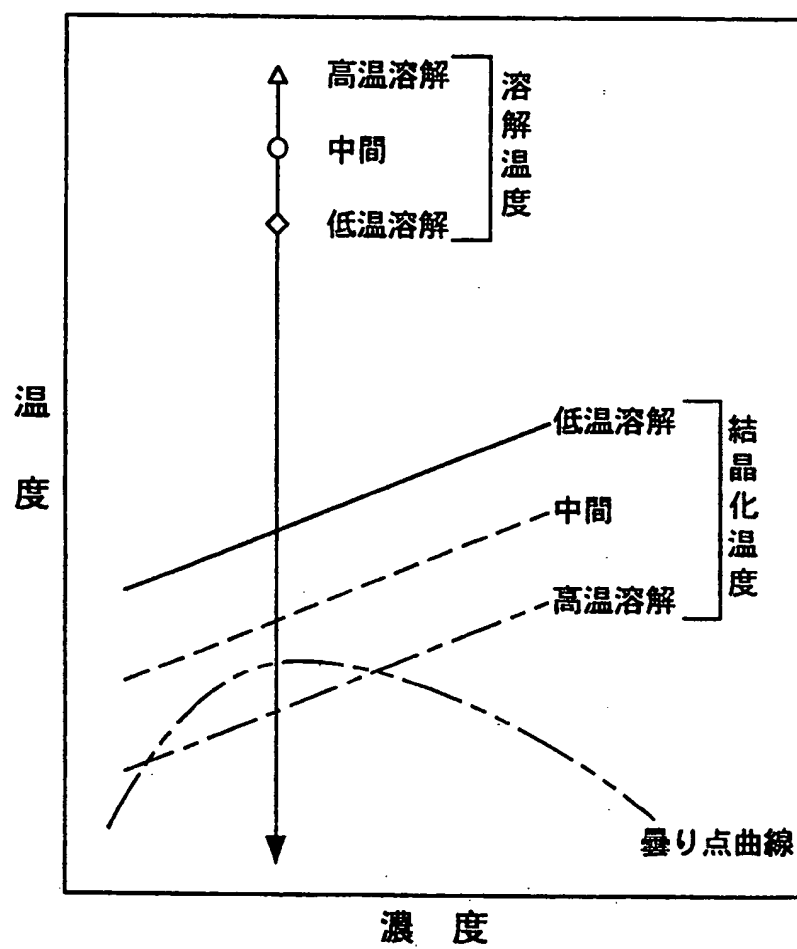 高温溶解
中間
低温溶解
溶解温度
温度
低温溶解
中間
高温溶解
結晶化温度
曇り点曲線
濃度